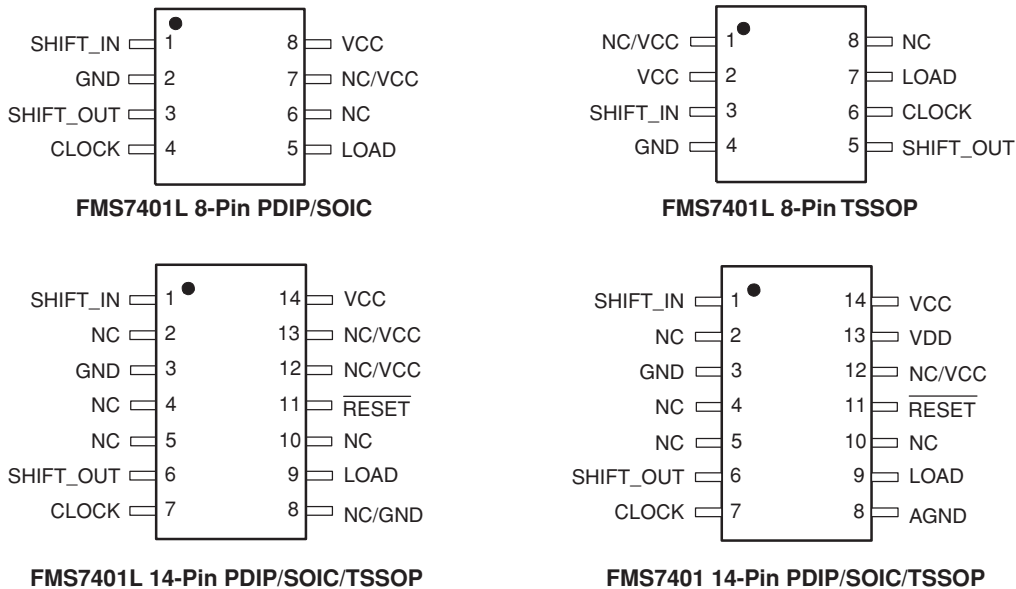 SHIFT_IN 1 8 VCC
GND 2 7 NC/VCC
SHIFT_OUT 3 6 NC
CLOCK 4 5 LOAD
FMS7401L 8-Pin PDIP/SOIC
NC/VCC 1 8 NC
VCC 2 7 LOAD
SHIFT_IN 3 6 CLOCK
GND 4 5 SHIFT_OUT
FMS7401L 8-Pin TSSOP
SHIFT_IN 1 14 VCC
NC 2 13 NC/VCC
GND 3 12 NC/VCC
NC 4 11 RESET
NC 5 10 NC
SHIFT_OUT 6 9 LOAD
CLOCK 7 8 NC/GND
FMS7401L 14-Pin PDIP/SOIC/TSSOP
SHIFT_IN 1 14 VCC
NC 2 13 VDD
GND 3 12 NC/VCC
NC 4 11 RESET
NC 5 10 NC
SHIFT_OUT 6 9 LOAD
CLOCK 7 8 AGND
FMS7401 14-Pin PDIP/SOIC/TSSOP